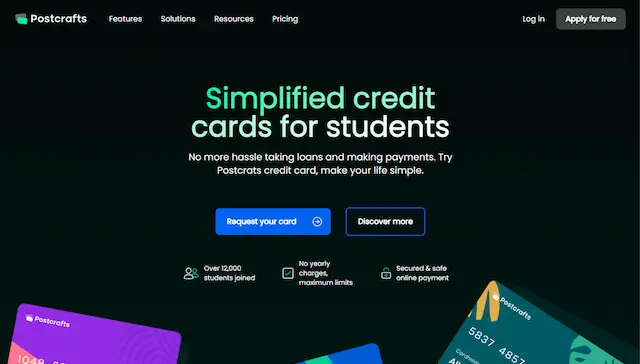 Postcrafts
Features
Solutions
Resources
Pricing
Log in
Apply for free
Simplified credit
cards for students
No more hassle taking loans and making payments. Try
Postcrats credit card, make your life simple.
Request your card
Discover more
Over 12,000
students joined
No yearly
charges,
maximum limits
Secured & safe
online payment
Postcrafts
1048
Postcrafts
5837 4857